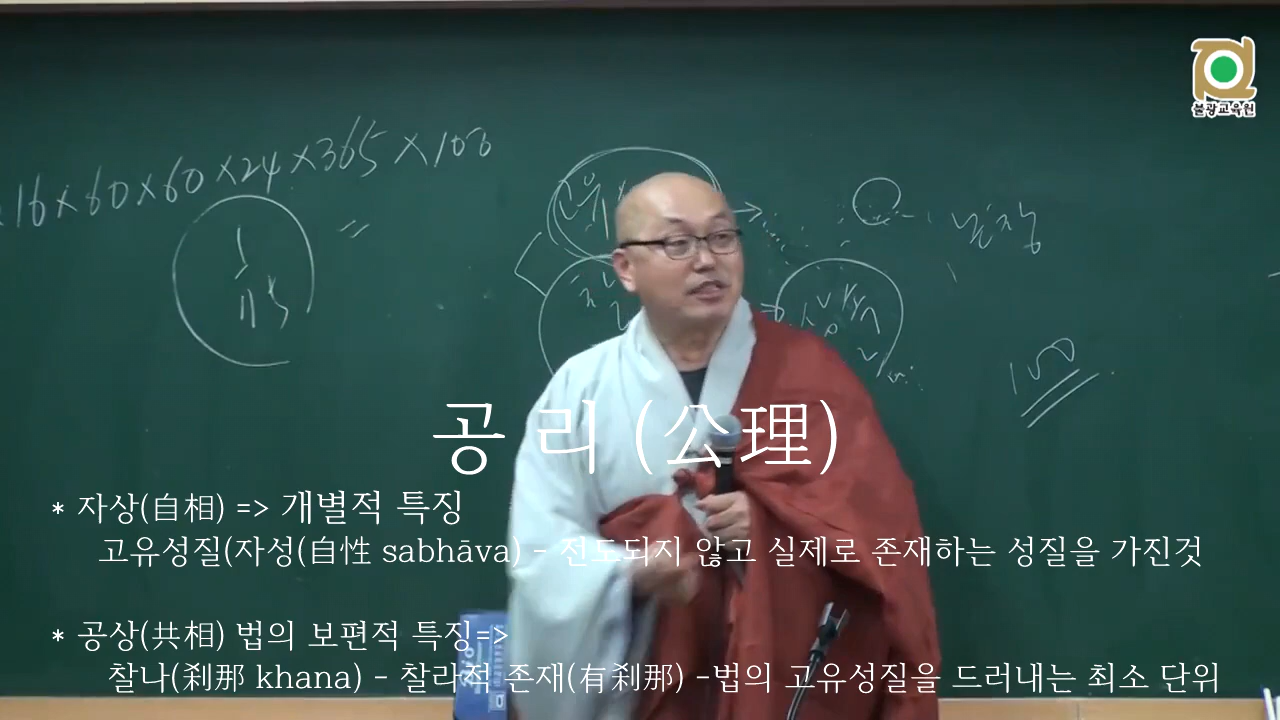 불광교육원
16×60×60×24×365×100
=
100
공 리 (公理)
* 자상(自相) => 개별적 특징
고유성질(자성(自性 sabhāva) - 전도되지 않고 실제로 존재하는 성질을 가진것
* 공상(共相) 법의 보편적 특징=>
찰나(刹那 khana) - 찰라적 존재(有刹那) -법의 고유성질을 드러내는 최소 단위